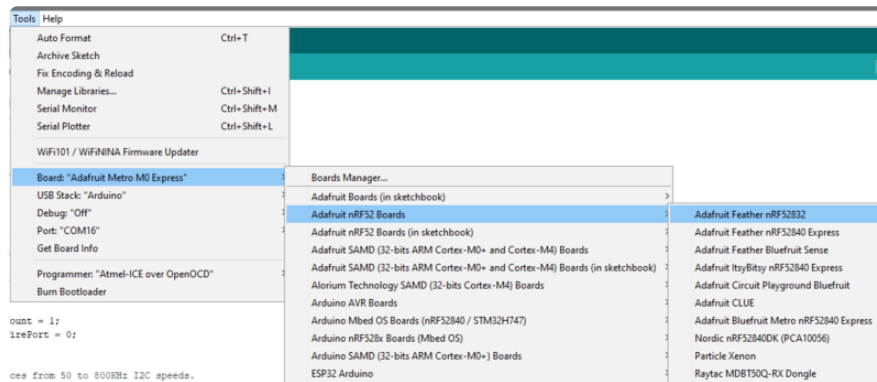 Tools Help
Auto Format Ctrl+T
Archive Sketch
Fix Encoding & Reload
Manage Libraries... Ctrl+Shift+I
Serial Monitor Ctrl+Shift+M
Serial Plotter Ctrl+Shift+L
WiFi101 / WiFiNINA Firmware Updater
Board: "Adafruit Metro M0 Express"
USB Stack: "Arduino"
Debug: "Off"
Port: "COM16"
Get Board Info
Programmer: "Atmel-ICE over OpenOCD"
Burn Bootloader
Boards Manager...
Adafruit Boards (in sketchbook)
Adafruit nRF52 Boards
Adafruit nRF52 Boards (in sketchbook)
Adafruit SAMD (32-bits ARM Cortex-M0+ and Cortex-M4) Boards
Adafruit SAMD (32-bits ARM Cortex-M0+ and Cortex-M4) Boards (in sketchbook)
Alorium Technology SAMD (32-bits Cortex-M4) Boards
Arduino AVR Boards
Arduino Mbed OS Boards (nRF52840 / STM32H747)
Arduino nRF528x Boards (Mbed OS)
Arduino SAMD (32-bits ARM Cortex-M0+) Boards
ESP32 Arduino
Adafruit Feather nRF52832
Adafruit Feather nRF52840 Express
Adafruit Feather Bluefruit Sense
Adafruit ItsyBitsy nRF52840 Express
Adafruit Circuit Playground Bluefruit
Adafruit CLUE
Adafruit Bluefruit Metro nRF52840 Express
Nordic nRF52840DK (PCA10056)
Particle Xenon
Raytac MDBT50Q-RX Dongle
ount = 1;
irePort = 0;
ces from 50 to 800KHz I2C speeds.